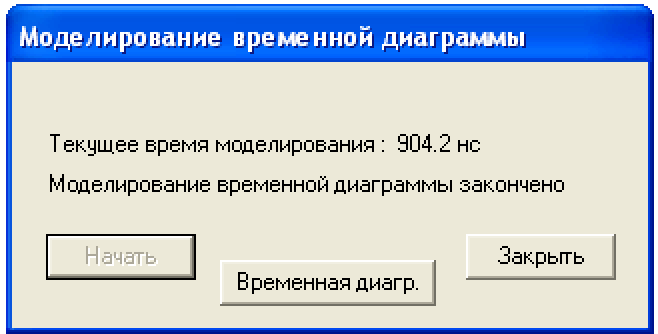 Моделирование временной диаграммы
Текущее время моделирования : 904.2 нс
Моделирование временной диаграммы закончено
Начать
Временная диагр.
Закрыть